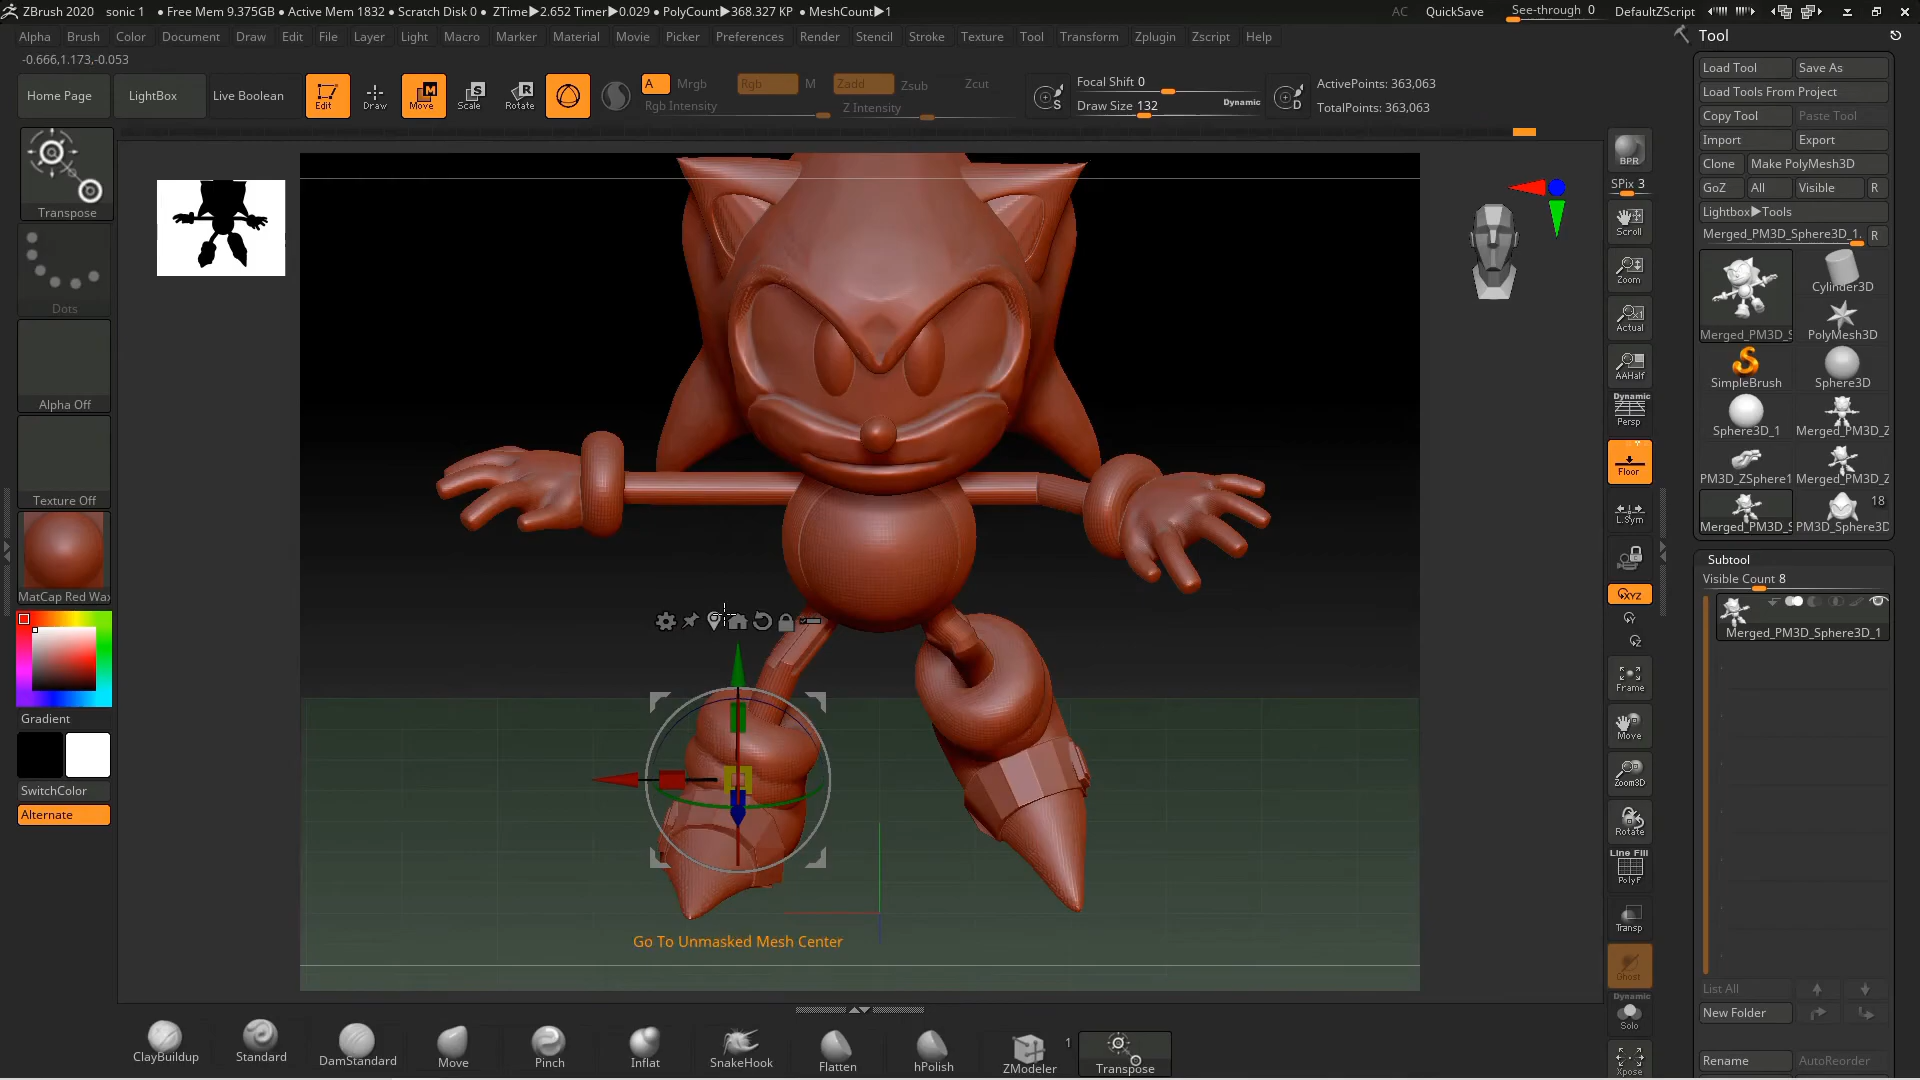 ZBrush 2020 sonic 1 ● Free Mem 9.375GB ● Active Mem 1832 ● Scratch Disk 0 ● ZTime▶2.652 Timer▶0.029 ● PolyCount▶368.327 KP ● MeshCount▶1 AC QuickSave See-through 0 DefaultZScript
Alpha Brush Color Document Draw Edit File Layer Light Macro Marker Material Movie Picker Preferences Render Stencil Stroke Texture Tool Transform Zplugin Zscript Help
-0.666,1.173,-0.053
Home Page LightBox Live Boolean Edit Draw Move Scale Rotate
A Mrgb Rgb M Zadd Zsub Zcut
Rgb Intensity Z Intensity
S Focal Shift 0
Draw Size 132 Dynamic
D ActivePoints: 363,063
TotalPoints: 363,063
Transpose
Dots
Alpha Off
Texture Off
MatCap Red Wax
Gradient
SwitchColor
Alternate
Go To Unmasked Mesh Center
BPR
SPix 3
Scroll
Zoom
Actual
AAHalf
Dynamic
Persp
Floor
L.Sym
XYZ
Frame
Move
Zoom3D
Rotate
Line Fill
PolyF
Transp
Ghost
Dynamic
Solo
Xpose
Tool
Load Tool Save As
Load Tools From Project
Copy Tool Paste Tool
Import Export
Clone Make PolyMesh3D
GoZ All Visible R
Lightbox▶Tools
Merged_PM3D_Sphere3D_1. R
Cylinder3D
Merged_PM3D_S PolyMesh3D
SimpleBrush Sphere3D
Sphere3D_1 Merged_PM3D_Z
PM3D_ZSphere1 Merged_PM3D_Z
18
Merged_PM3D_S PM3D_Sphere3D
Subtool
Visible Count 8
Merged_PM3D_Sphere3D_1
List All
New Folder
Rename AutoReorder
ClayBuildup Standard DamStandard Move Pinch Inflat SnakeHook Flatten hPolish ZModeler 1 Transpose